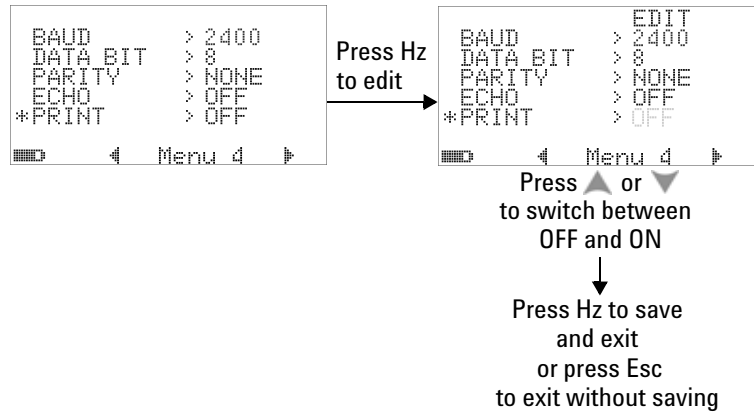 BAUD > 2400
DATA BIT > 8
PARITY > NONE
ECHO > OFF
*PRINT > OFF
Menu 4
Press Hz
to edit
EDIT
BAUD > 2400
DATA BIT > 8
PARITY > NONE
ECHO > OFF
*PRINT > OFF
Menu 4
Press ▲ or ▼
to switch between
OFF and ON
Press Hz to save
and exit
or press Esc
to exit without saving